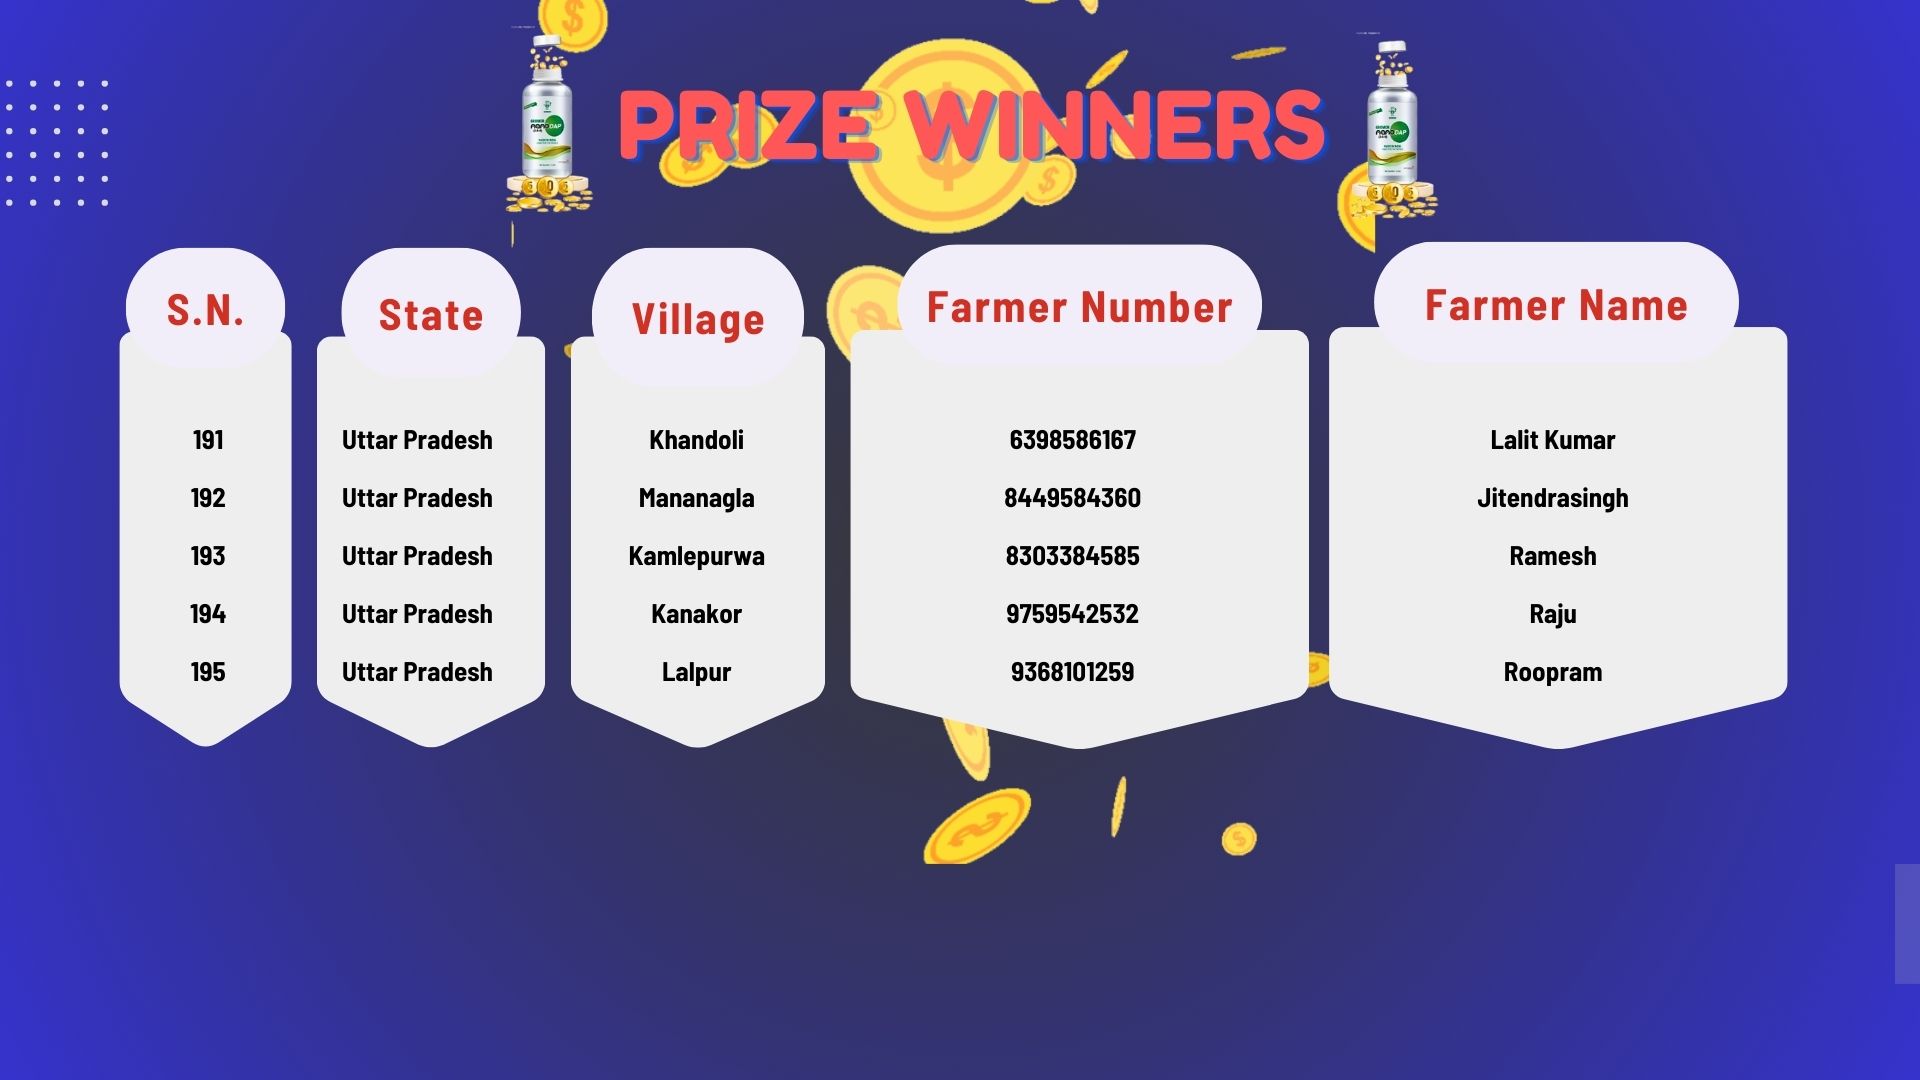 PRIZE WINNERS
S.N. State Village Farmer Number Farmer Name
191 Uttar Pradesh Khandoli 6398586167 Lalit Kumar
192 Uttar Pradesh Mananagla 8449584360 Jitendrasingh
193 Uttar Pradesh Kamlepurwa 8303384585 Ramesh
194 Uttar Pradesh Kanakor 9759542532 Raju
195 Uttar Pradesh Lalpur 9368101259 Roopram